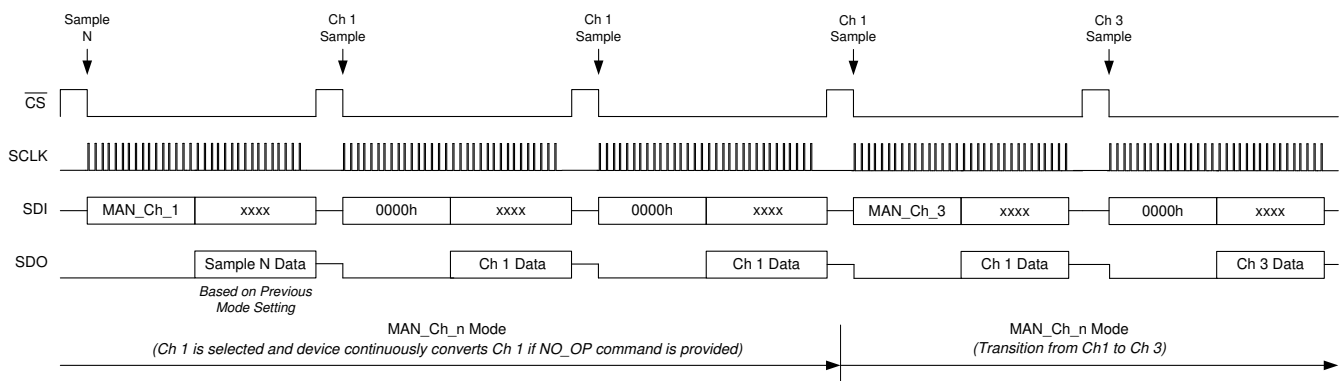 Sample
N
Ch 1
Sample
Ch 1
Sample
Ch 1
Sample
Ch 3
Sample
CS
SCLK
SDI
MAN_Ch_1
xxxx
0000h
xxxx
0000h
xxxx
MAN_Ch_3
xxxx
0000h
xxxx
SDO
Sample N Data
Ch 1 Data
Ch 1 Data
Ch 1 Data
Ch 3 Data
Based on Previous
Mode Setting
MAN_Ch_n Mode
(Ch 1 is selected and device continuously converts Ch 1 if NO_OP command is provided)
MAN_Ch_n Mode
(Transition from Ch1 to Ch 3)